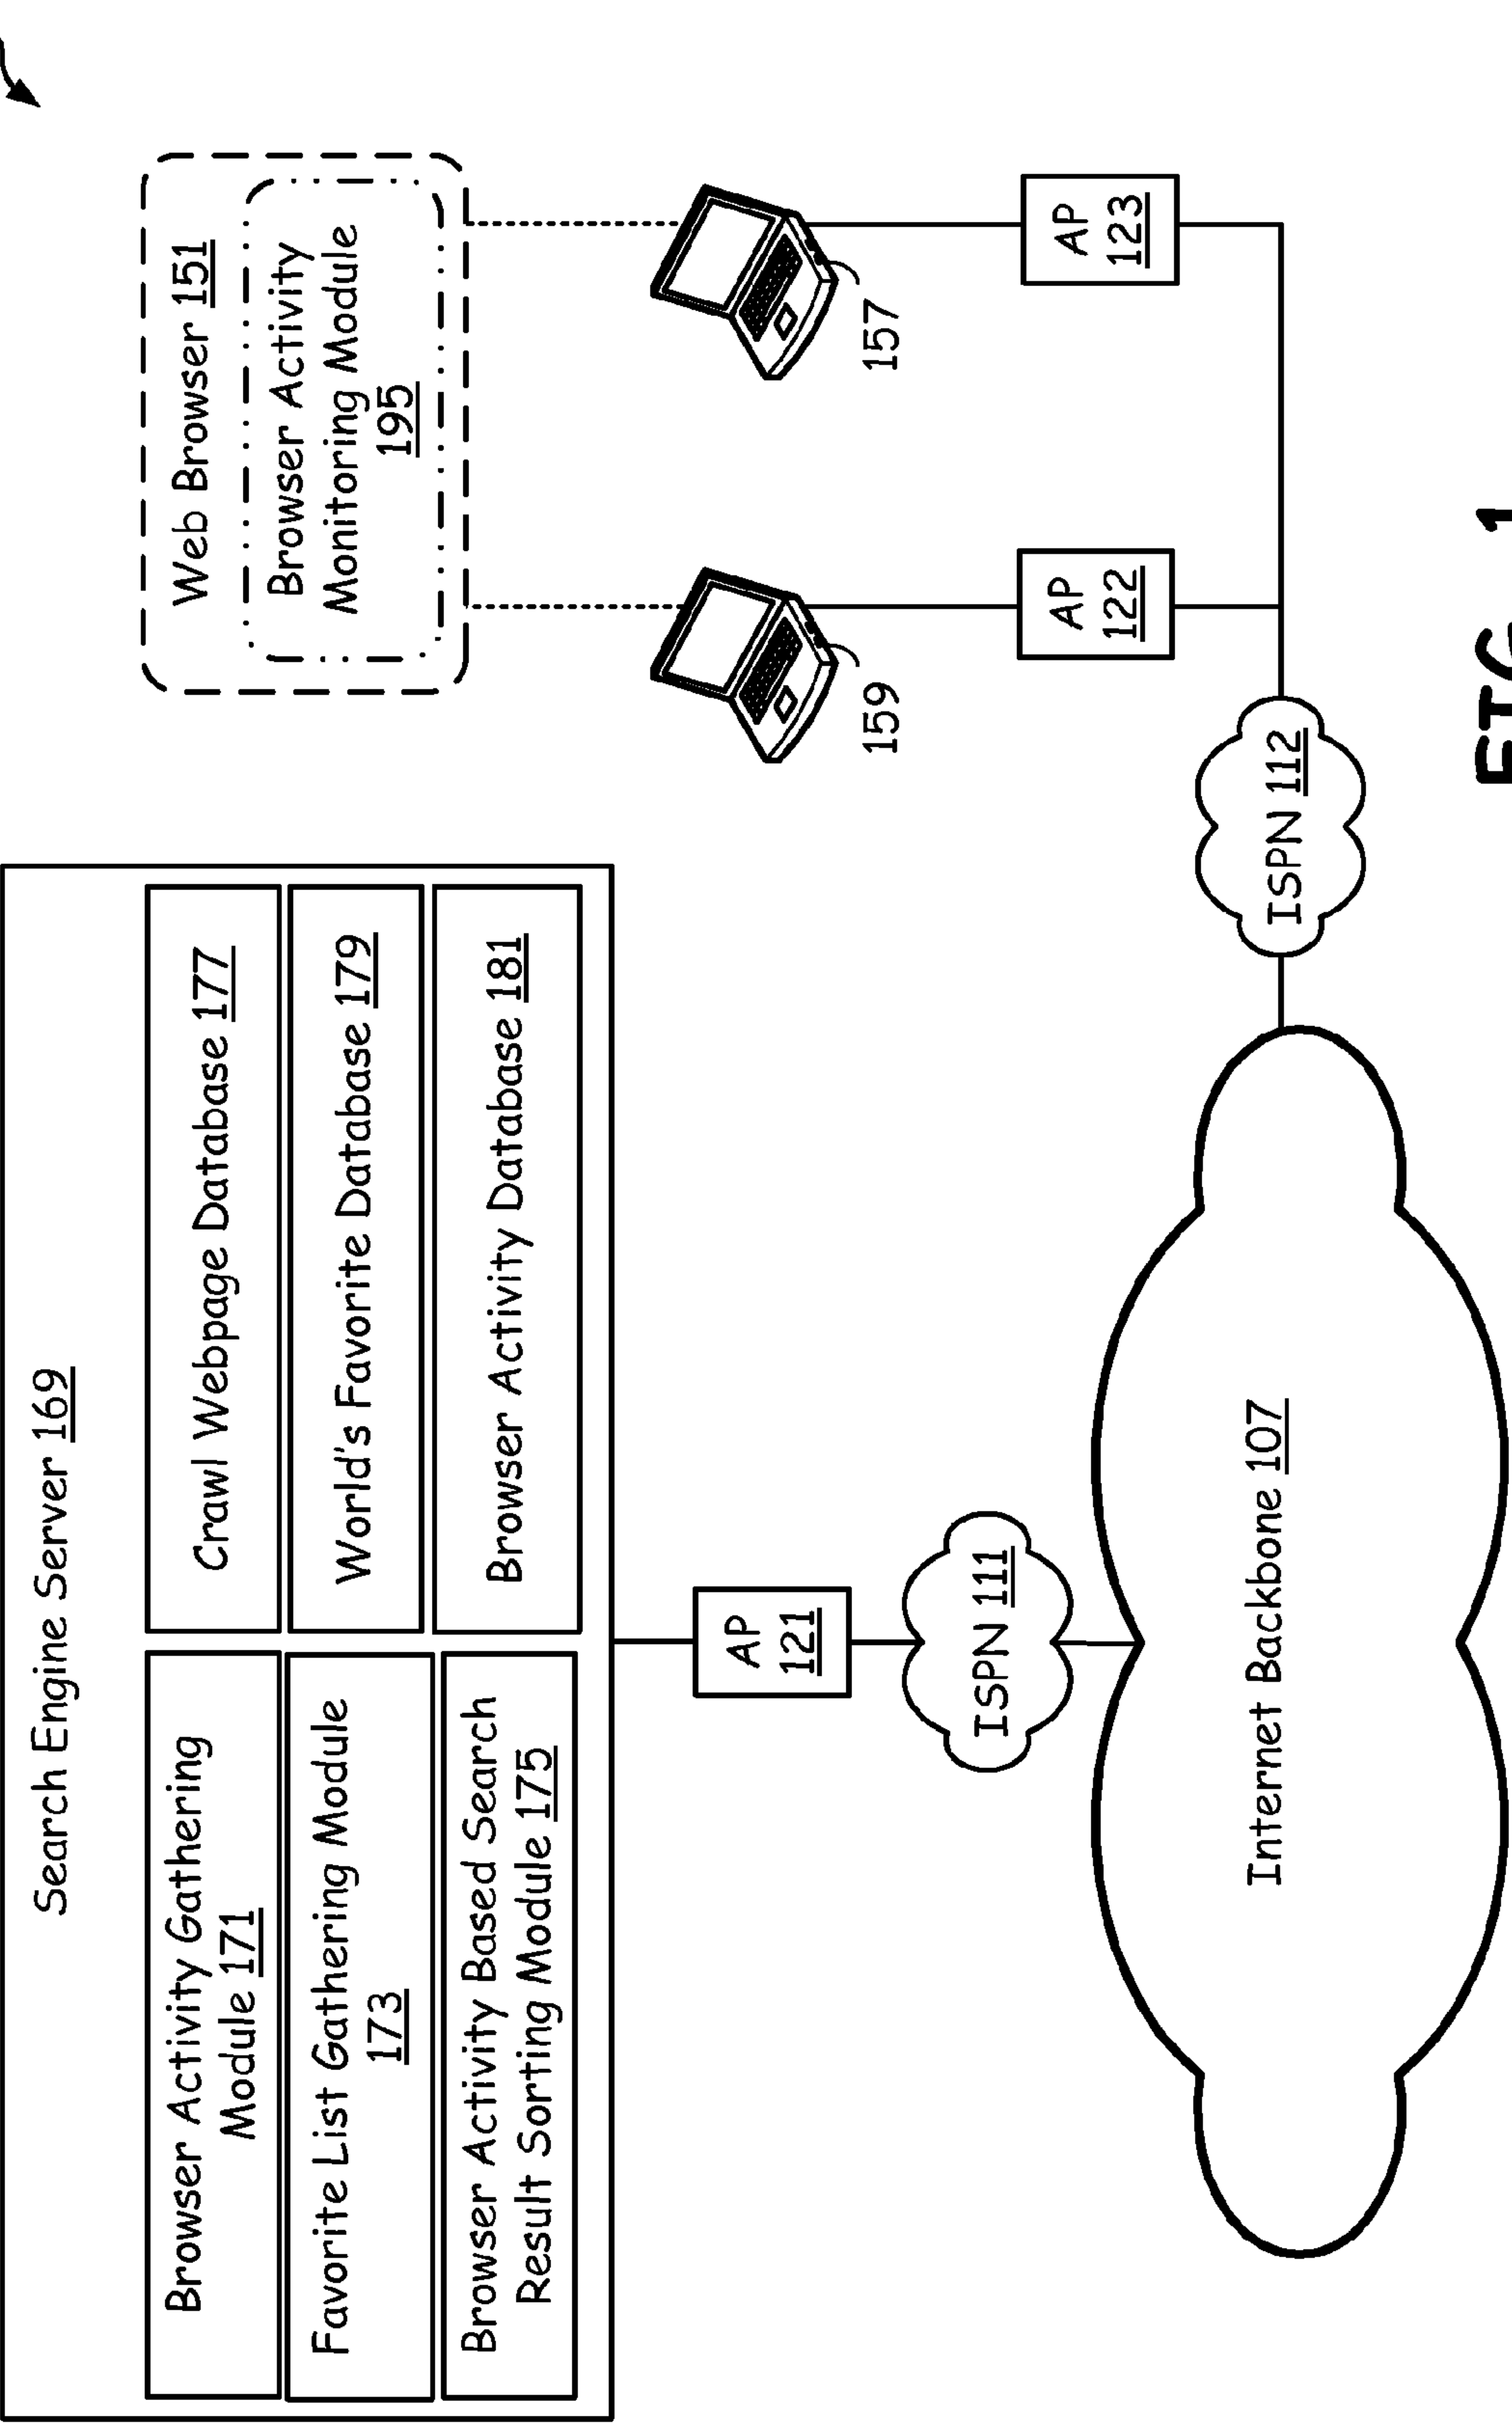 Search Engine Server 169
Browser Activity Gathering
Module 171
Favorite List Gathering Module
173
Browser Activity Based Search
Result Sorting Module 175
Crawl Webpage Database 177
World's Favorite Database 179
Browser Activity Database 181
Web Browser 151
Browser Activity
Monitoring Module
195
159
157
AP
121
AP
122
AP
123
ISPN 111
ISPN 112
Internet Backbone 107
FIG. 1